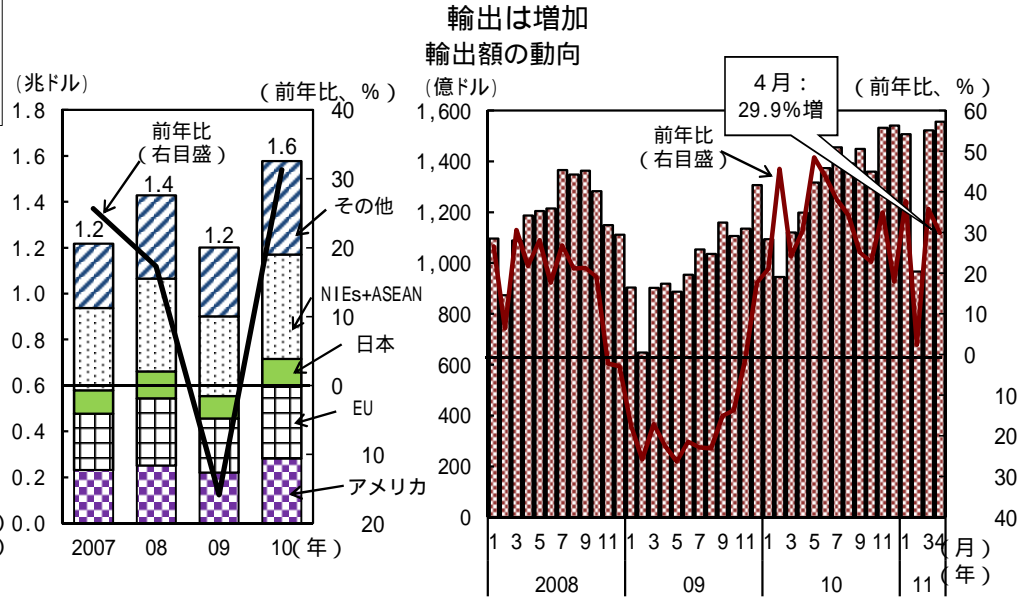 輸出は増加
輸出額の動向
(兆ドル)
(前年比、%)
1.8
1.6
1.4
1.2
1.0
0.8
0.6
0.4
0.2
0.0
40
30
20
10
0
10
20
前年比
(右目盛)
1.2
1.4
1.2
1.6
その他
NIEs+ASEAN
日本
EU
アメリカ
2007 08 09 10(年)
(億ドル)
(前年比、%)
1,600
1,400
1,200
1,000
800
600
400
200
0
60
50
40
30
20
10
0
10
20
30
40
前年比
(右目盛)
4月:
29.9%増
1 3 5 7 9 11 1 3 5 7 9 11 1 3 5 7 9 11 1 34 (月)
2008 09 10 11 (年)
)
)